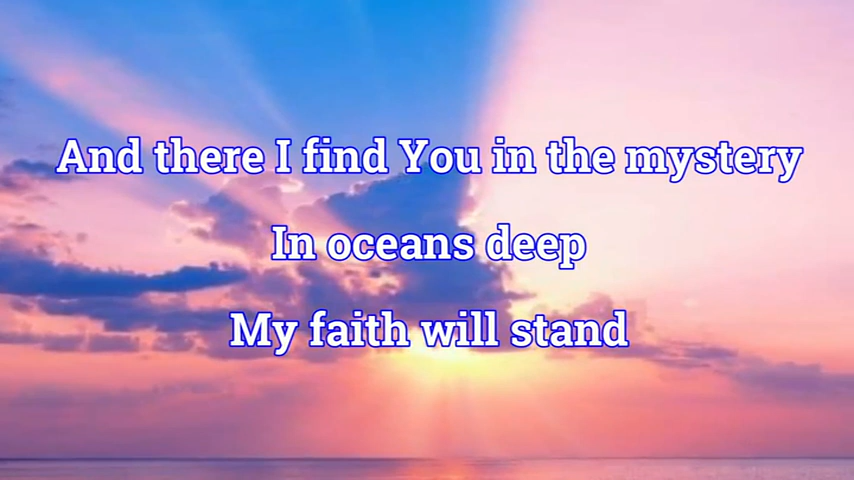 And there I find You in the mystery
In oceans deep
My faith will stand